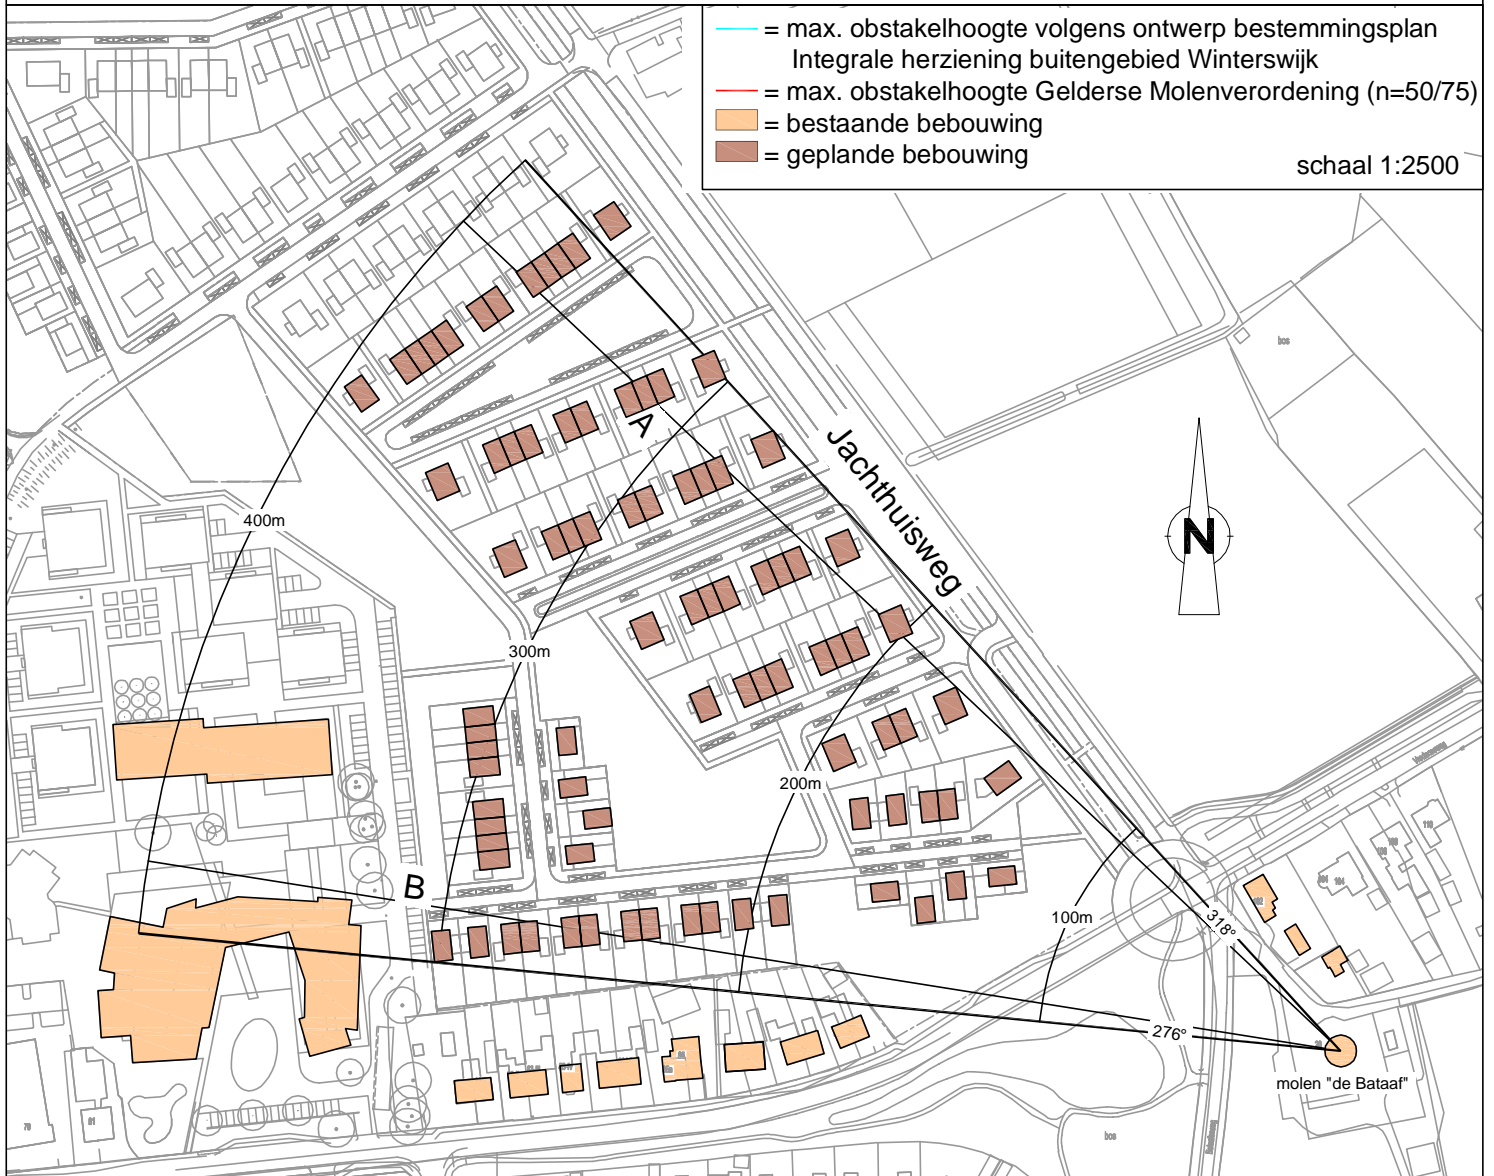 = max. obstakelhoogte volgens ontwerp bestemmingsplan
Integrale herziening buitengebied Winterswijk
= max. obstakelhoogte Gelderse Molenverordening (n=50/75)
= bestaande bebouwing
= geplande bebouwing
schaal 1:2500
bos
A
Jachthuisweg
400m
N
300m
200m
B
100m
318°
276°
molen "de Bataaf"
bos